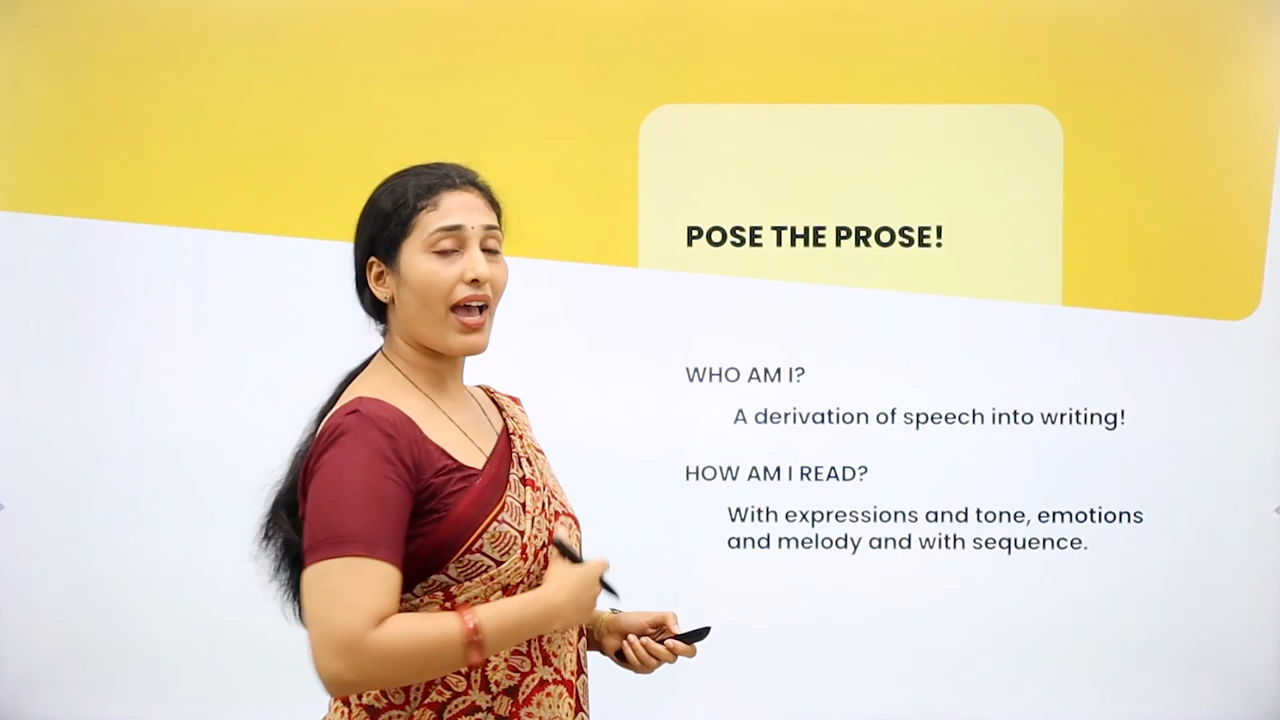 POSE THE PROSE!
WHO AM I?
A derivation of speech into writing!
HOW AM I READ?
With expressions and tone, emotions
and melody and with sequence.